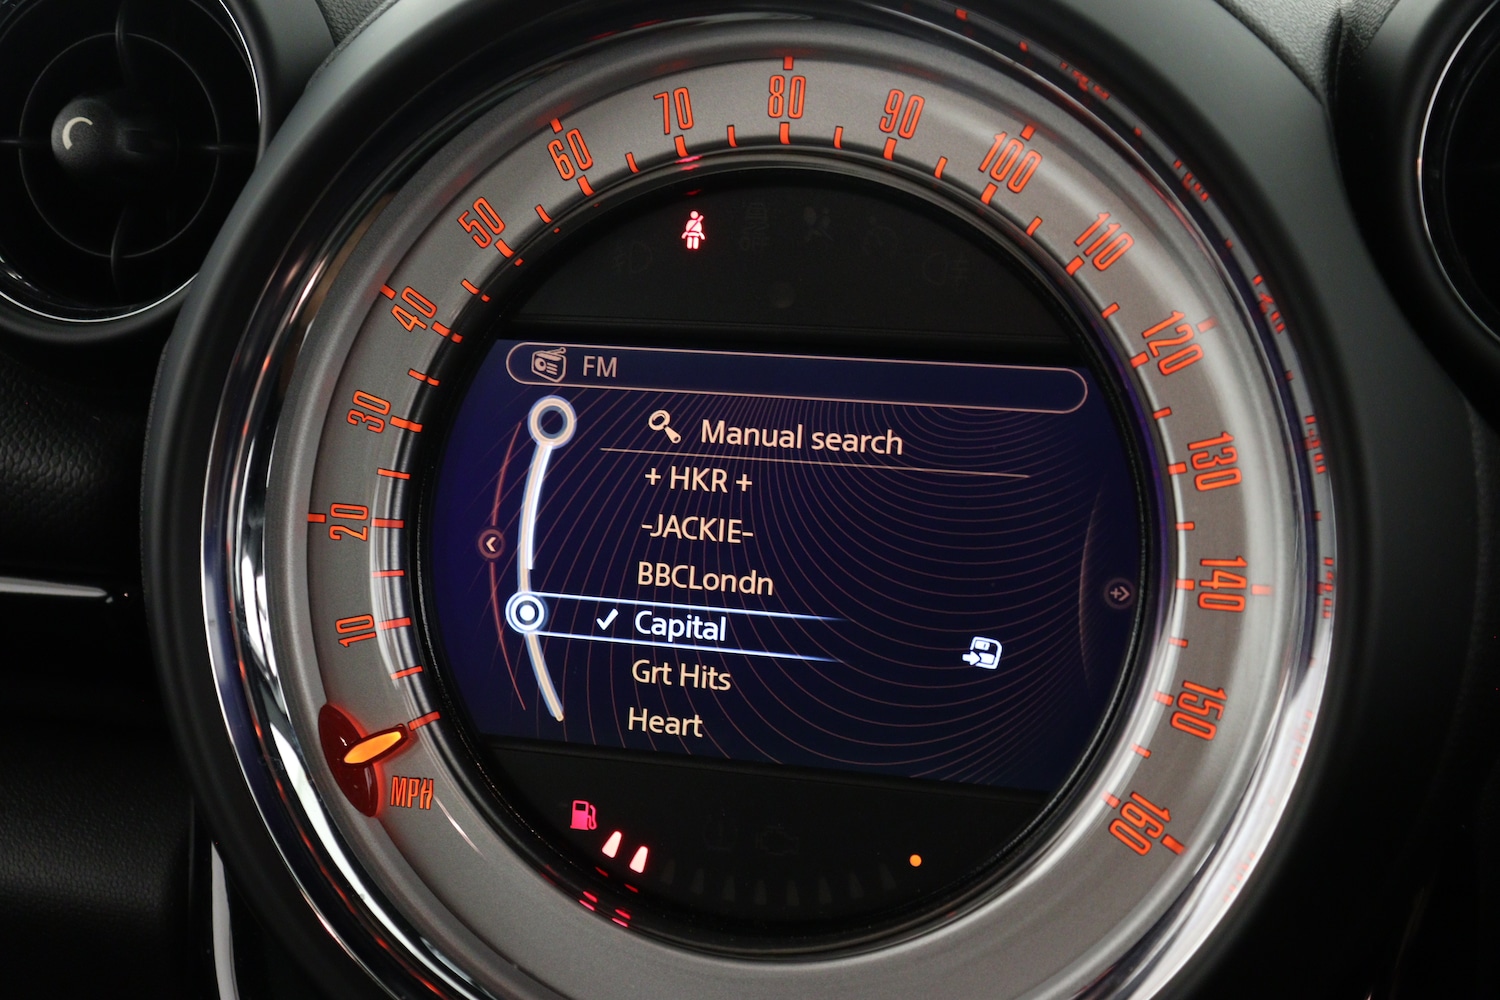 10
20
30
40
50
60
70
80
90
100
110
120
130
140
150
160
MPH
FM
Manual search
+ HKR +
-JACKIE-
BBCLondn
Capital
Grt Hits
Heart